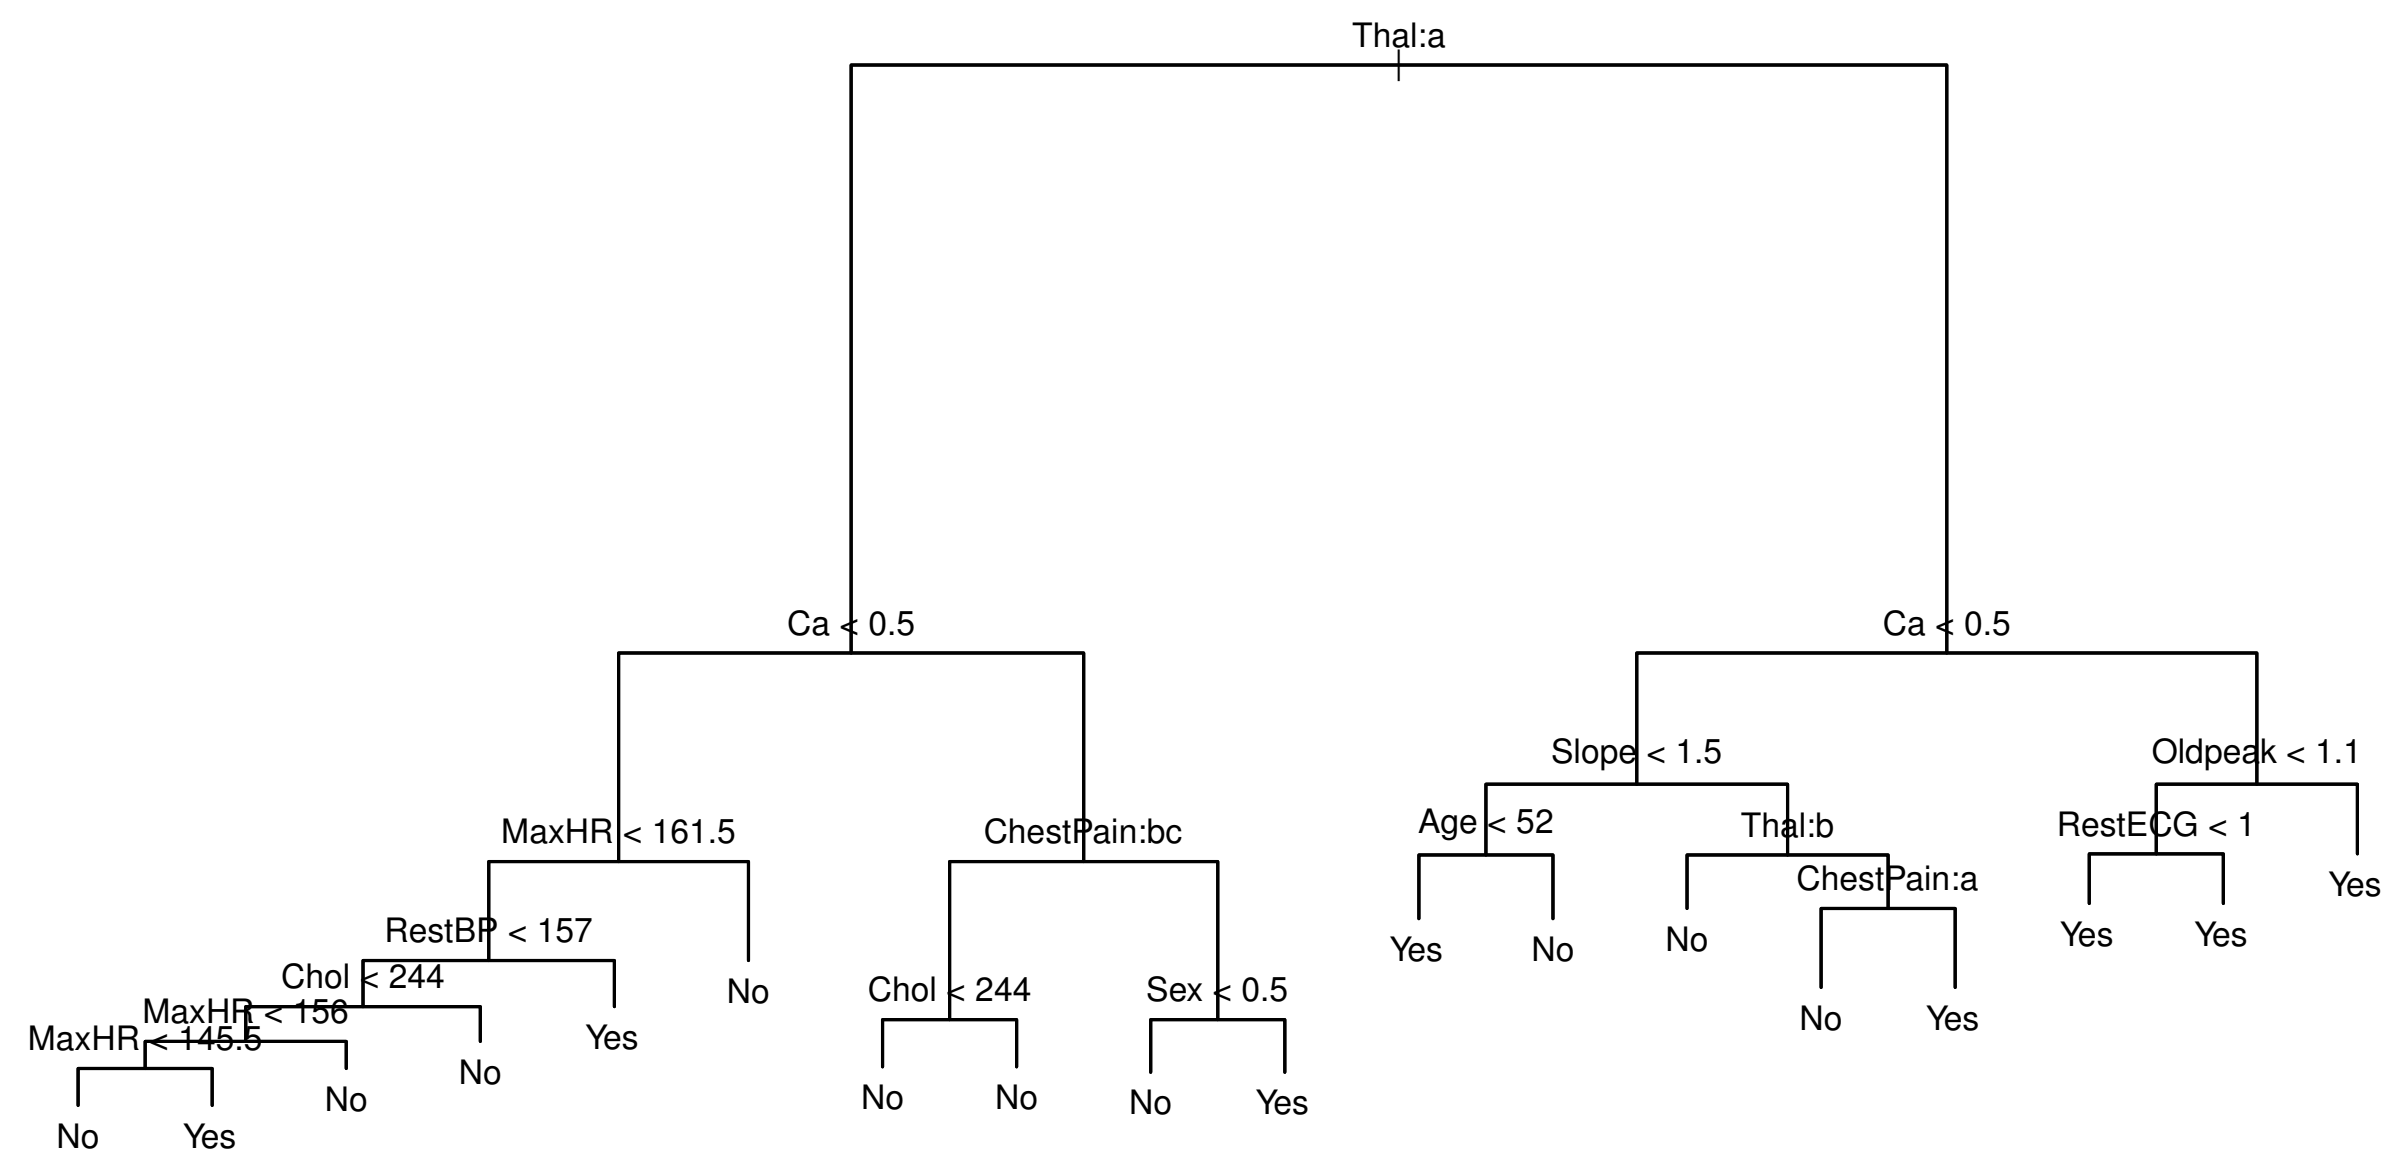 Thal:a
Ca < 0.5
Ca < 0.5
Slope < 1.5
Oldpeak < 1.1
MaxHR < 161.5
ChestPain:bc
Age < 52
Thal:b
RestECG < 1
ChestPain:a
Yes
RestBP < 157
Yes
No
No
Yes
Yes
Chol < 244
No
Chol < 244
Sex < 0.5
MaxHR < 156
No
Yes
MaxHR < 145.5
Yes
No
No
No
No
No
Yes
No
Yes